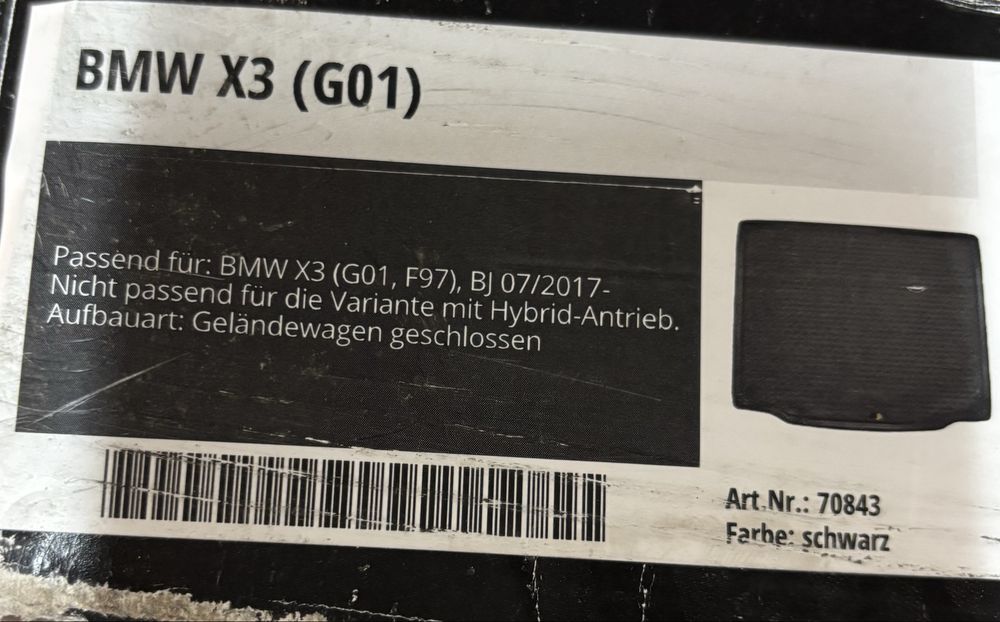 BMW X3 (G01)
Passend für: BMW X3 (G01, F97), BJ 07/2017-
Nicht passend für die Variante mit Hybrid-Antrieb.
Aufbauart: Geländewagen geschlossen
Art.Nr.: 70843
Farbe: schwarz